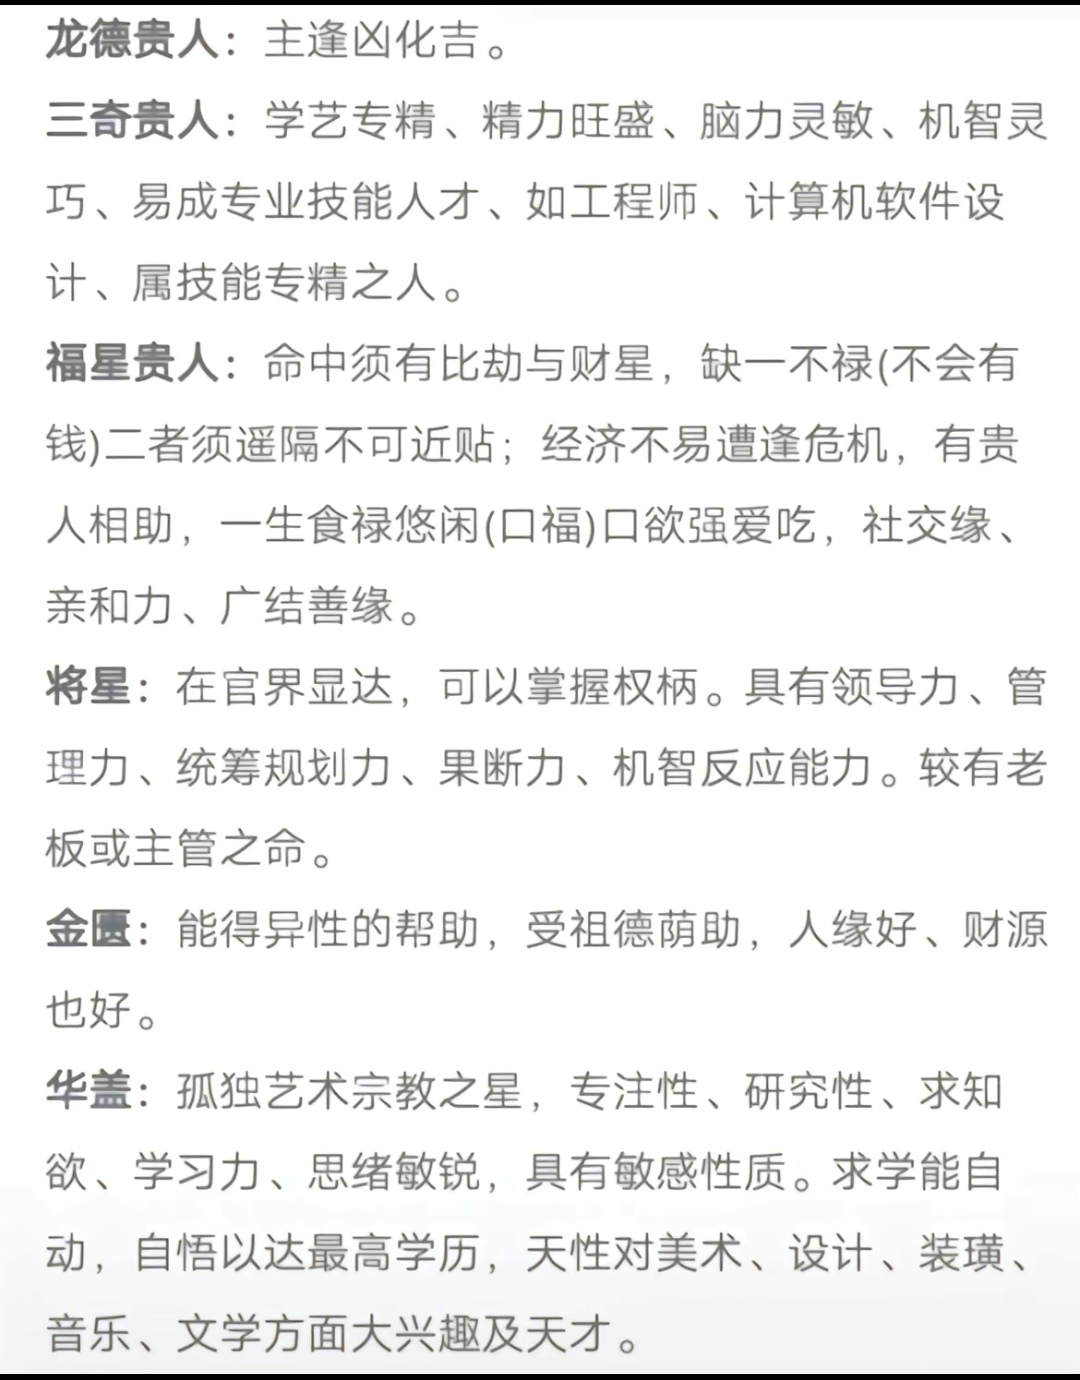 龙德贵人：主逢凶化吉。
三奇贵人：学艺专精、精力旺盛、脑力灵敏、机智灵
巧、易成专业技能人才、如工程师、计算机软件设
计、属技能专精之人。
福星贵人：命中须有比劫与财星，缺一不禄(不会有
钱)二者须遥隔不可近贴；经济不易遭逢危机，有贵
人相助，一生食禄悠闲(口福)口欲强爱吃，社交缘、
亲和力、广结善缘。
将星：在官界显达，可以掌握权柄。具有领导力、管
理力、统筹规划力、果断力、机智反应能力。较有老
板或主管之命。
金匮：能得异性的帮助，受祖德荫助，人缘好、财源
也好。
华盖：孤独艺术宗教之星，专注性、研究性、求知
欲、学习力、思绪敏锐，具有敏感性质。求学能自
动，自悟以达最高学历，天性对美术、设计、装璜、
音乐、文学方面大兴趣及天才。